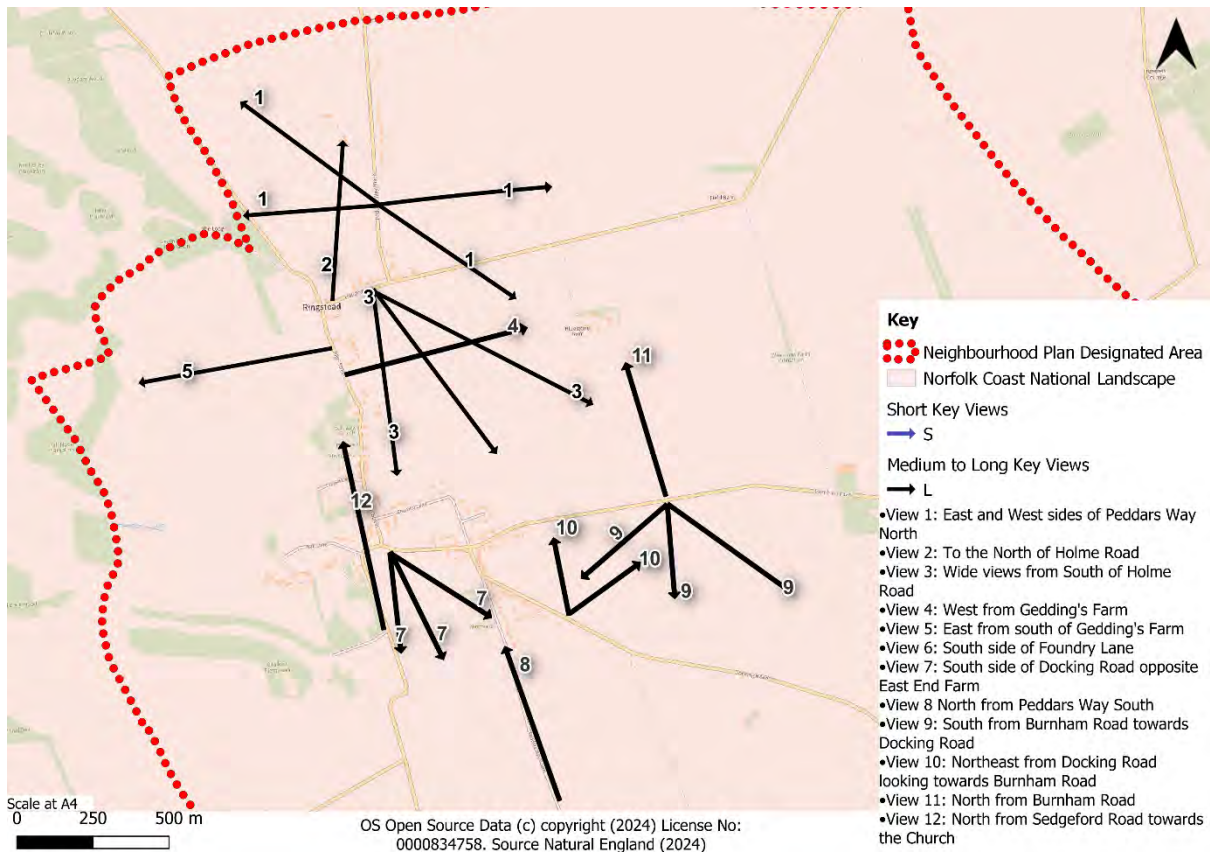 1
1
1
2
Ringstead
3
1
4
5
3
11
3
12
10
9
10
7
9
9
7
7
8
Key
Neighbourhood Plan Designated Area
Norfolk Coast National Landscape
Short Key Views
S
Medium to Long Key Views
L
•View 1: East and West sides of Peddars Way
North
•View 2: To the North of Holme Road
•View 3: Wide views from South of Holme
Road
•View 4: West from Gedding's Farm
•View 5: East from south of Gedding's Farm
•View 6: South side of Foundry Lane
•View 7: South side of Docking Road opposite
East End Farm
•View 8 North from Peddars Way South
•View 9: South from Burnham Road towards
Docking Road
•View 10: Northeast from Docking Road
looking towards Burnham Road
•View 11: North from Burnham Road
•View 12: North from Sedgeford Road towards
the Church
Scale at A4
0 250 500 m
OS Open Source Data (c) copyright (2024) License No:
0000834758. Source Natural England (2024)